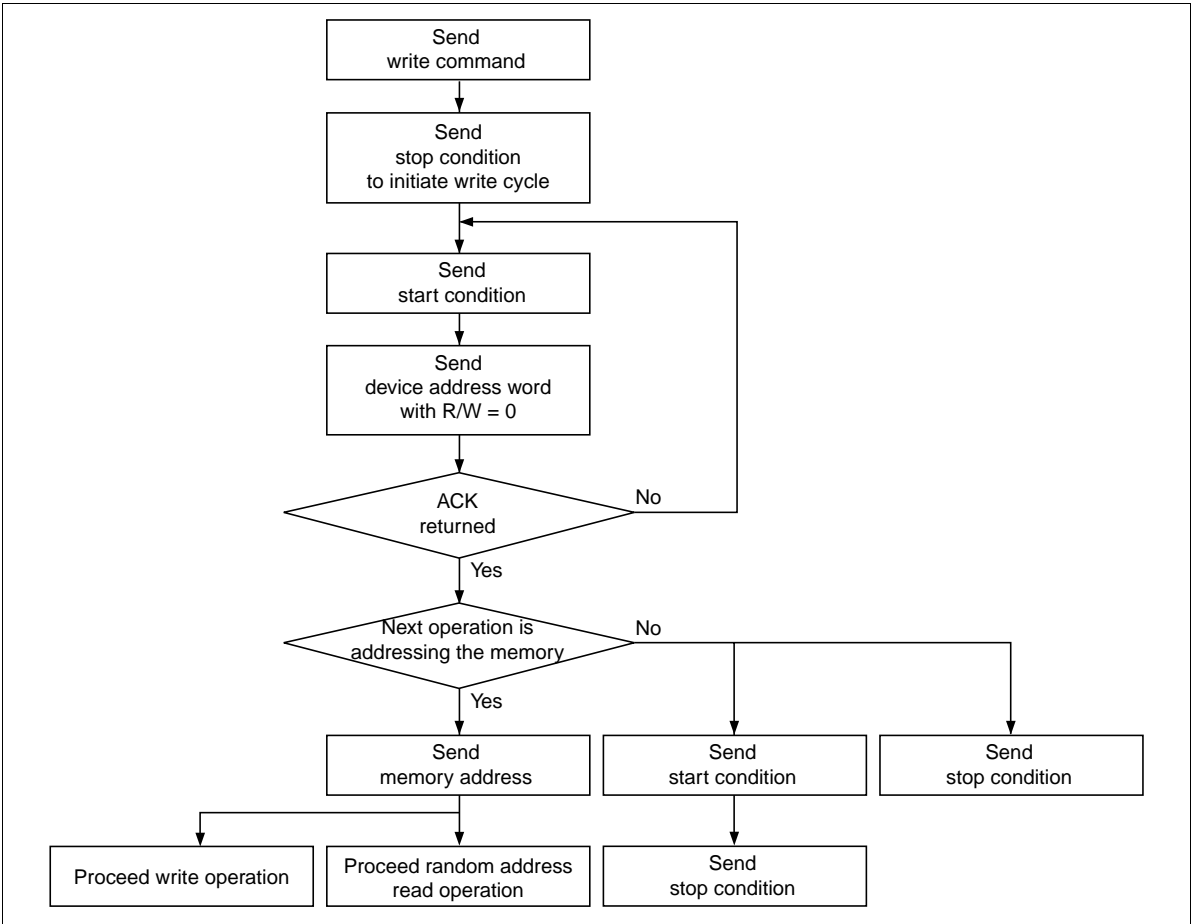 Send
write command
Send
stop condition
to initiate write cycle
Send
start condition
Send
device address word
with R/W = 0
ACK
returned
No
Yes
Next operation is
addressing the memory
No
Yes
Send
memory address
Send
start condition
Send
stop condition
Proceed write operation
Proceed random address
read operation
Send
stop condition